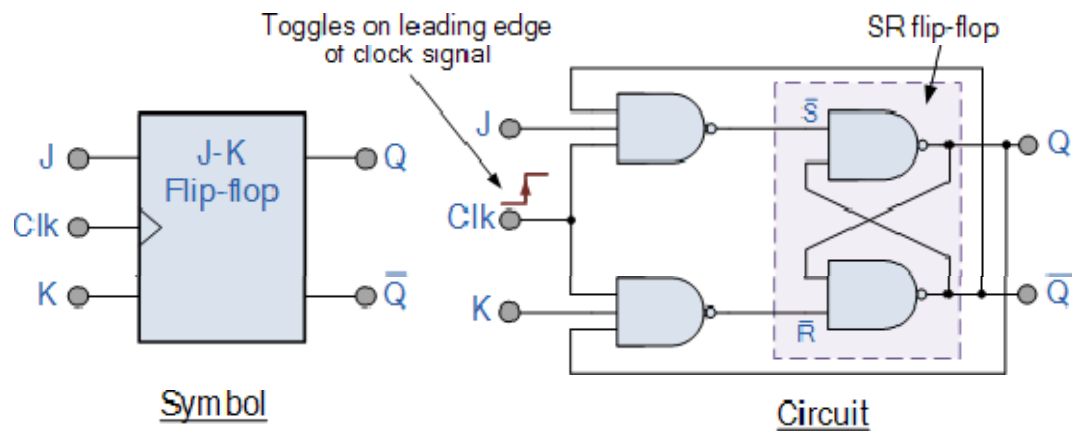 Toggles on leading edge
of clock signal
SR flip-flop
J
Clk
K
J-K
Flip-flop
Q
Q̅
J
Clk
K
S̅
R̅
Q
Q̅
Symbol
Circuit